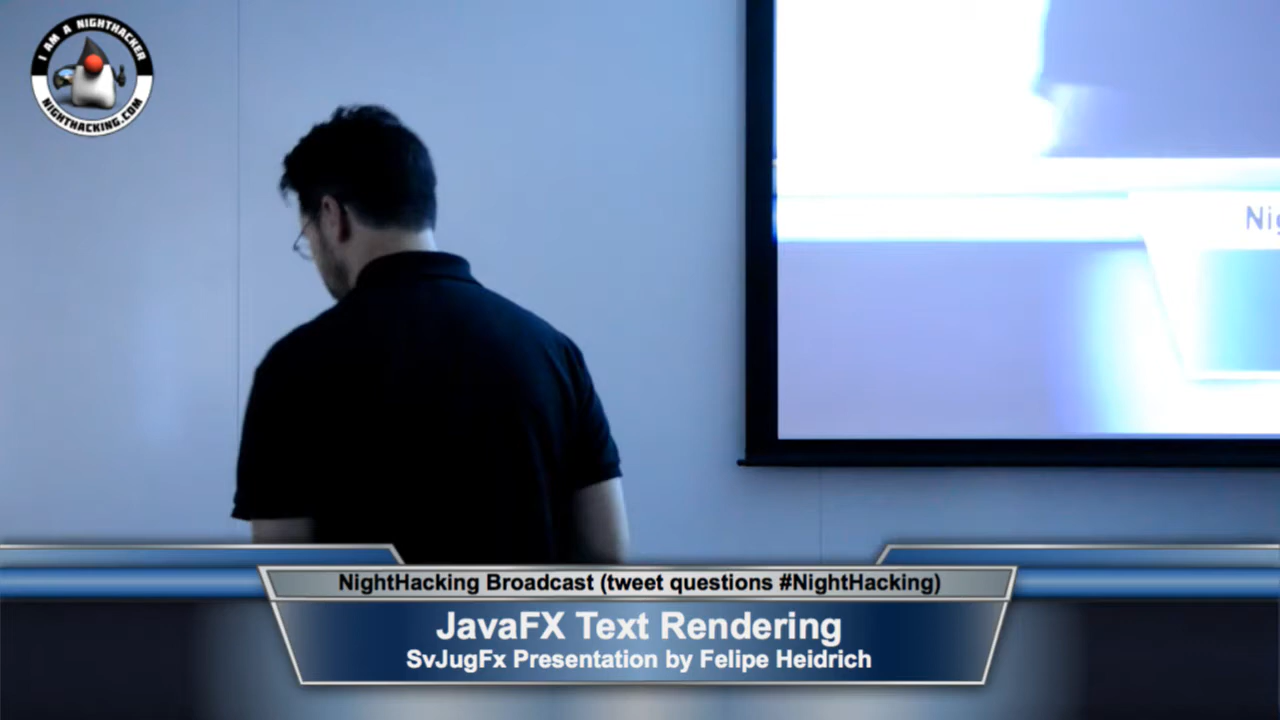 I AM A NIGHTHACKER
NIGHTHACKING.COM
NightHacking Broadcast (tweet questions #NightHacking)
JavaFX Text Rendering
SvJugFx Presentation by Felipe Heidrich